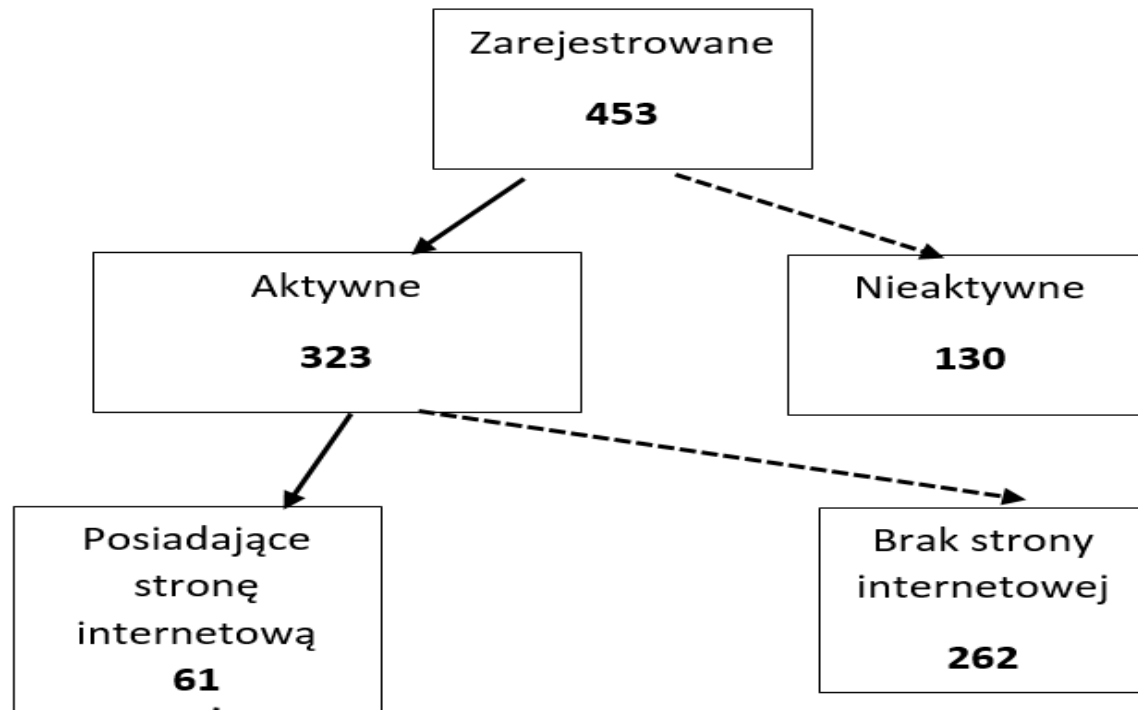 Zarejestrowane
453
Aktywne
323
Nieaktywne
130
Posiadające
stronę
internetową
61
Brak strony
internetowej
262